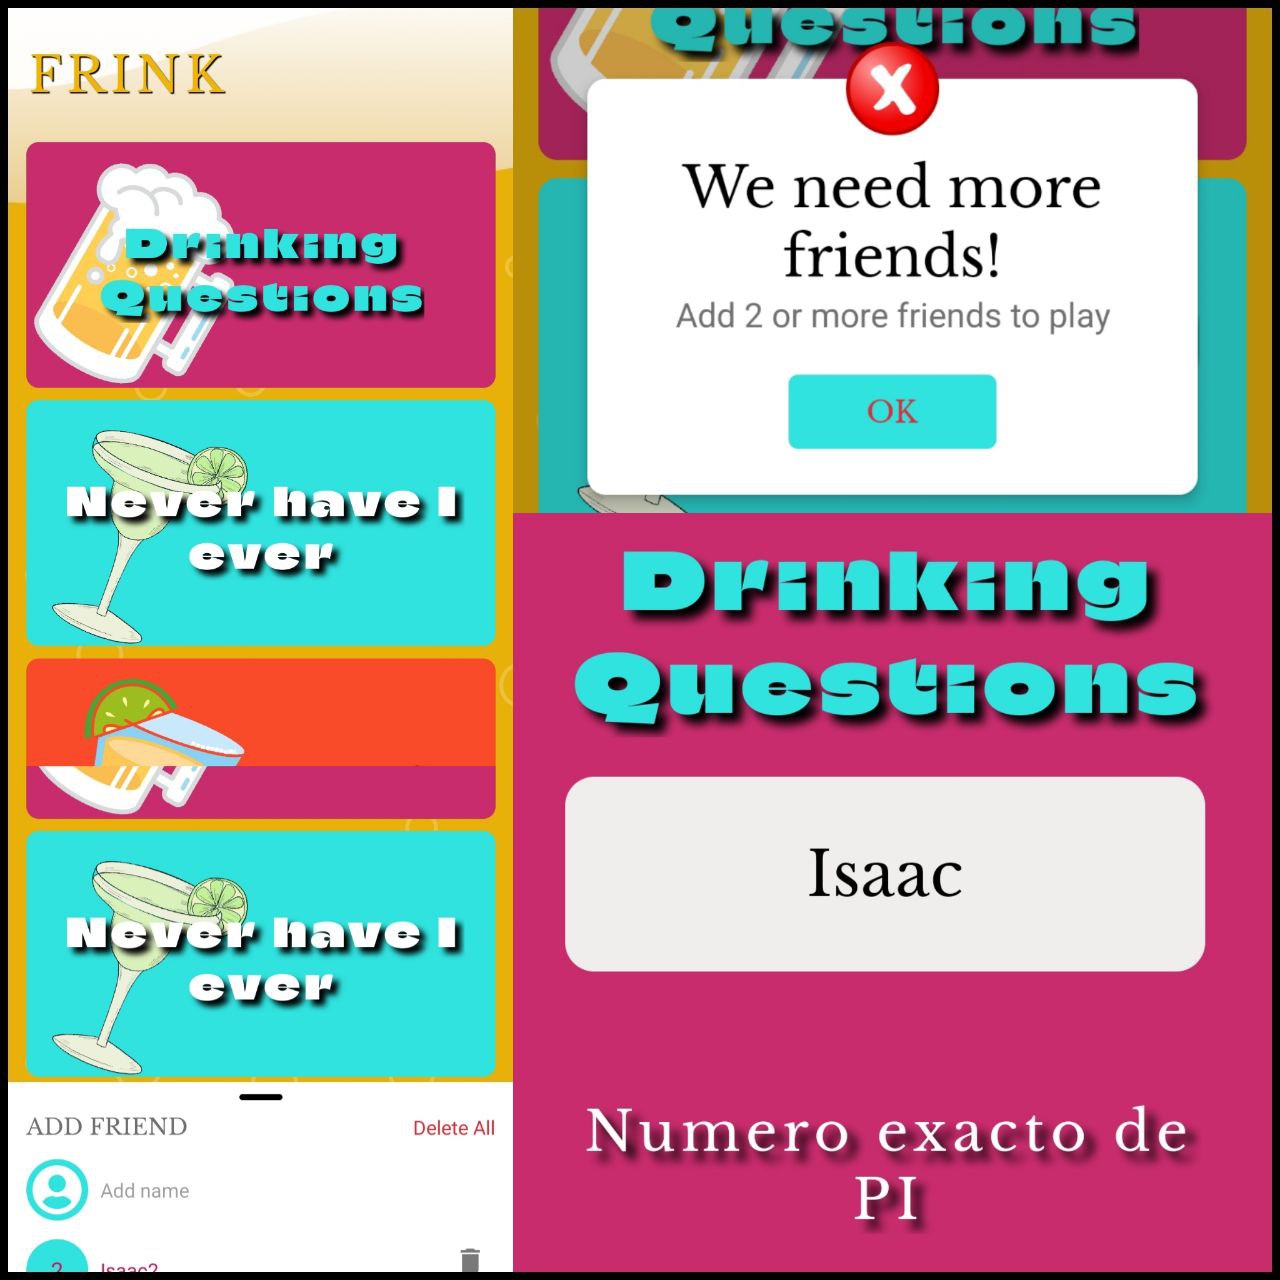 FRINK
Drinking
Questions
Never have I
ever
Never have I
ever
ADD FRIEND
Delete All
Add name
2
Isaac2
Questions
X
We need more
friends!
Add 2 or more friends to play
OK
Drinking
Questions
Isaac
Numero exacto de
PI